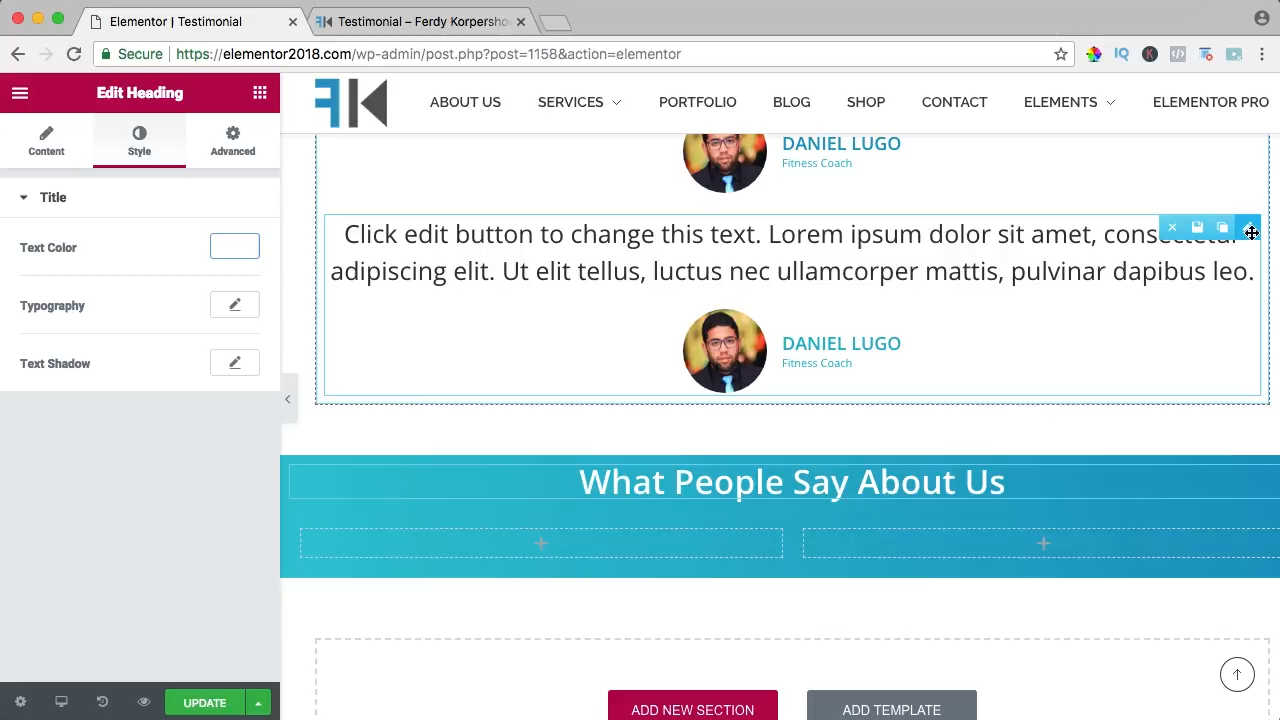 Elementor | Testimonial
Testimonial – Ferdy Korpersho
Secure
https://elementor2018.com/wp-admin/post.php?post=1158&action=elementor
Edit Heading
FK
ABOUT US
SERVICES
PORTFOLIO
BLOG
SHOP
CONTACT
ELEMENTS
ELEMENTOR PRO
Content
Style
Advanced
DANIEL LUGO
Fitness Coach
Title
Text Color
Typography
Text Shadow
Click edit button to change this text. Lorem ipsum dolor sit amet, consectetur
adipiscing elit. Ut elit tellus, luctus nec ullamcorper mattis, pulvinar dapibus leo.
DANIEL LUGO
Fitness Coach
What People Say About Us
UPDATE
ADD NEW SECTION
ADD TEMPLATE